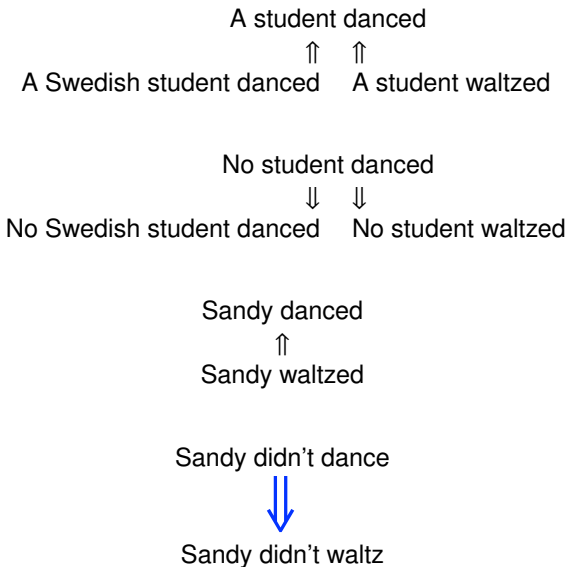 A student danced
⇑ ⇑
A Swedish student danced A student waltzed
No student danced
⇓ ⇓
No Swedish student danced No student waltzed
Sandy danced
⇑
Sandy waltzed
Sandy didn't dance
⇓
Sandy didn't waltz